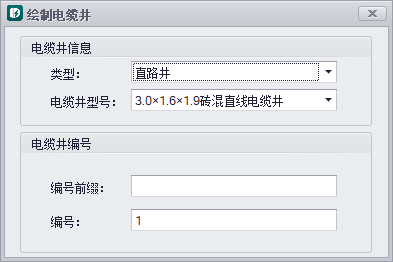 绘制电缆井
电缆井信息
类型： 直路井
电缆井型号： 3.0×1.6×1.9砖混直线电缆井
电缆井编号
编号前缀：
编号： 1